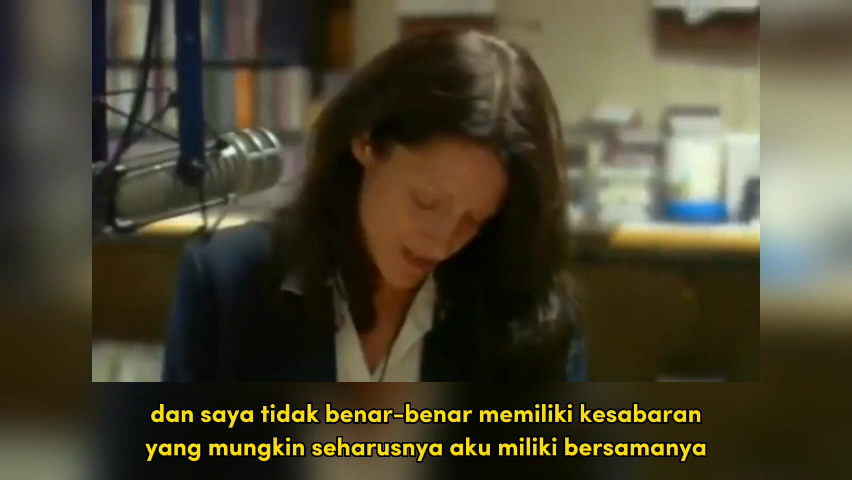 dan saya tidak benar-benar memiliki kesabaran
yang mungkin seharusnya aku miliki bersamanya